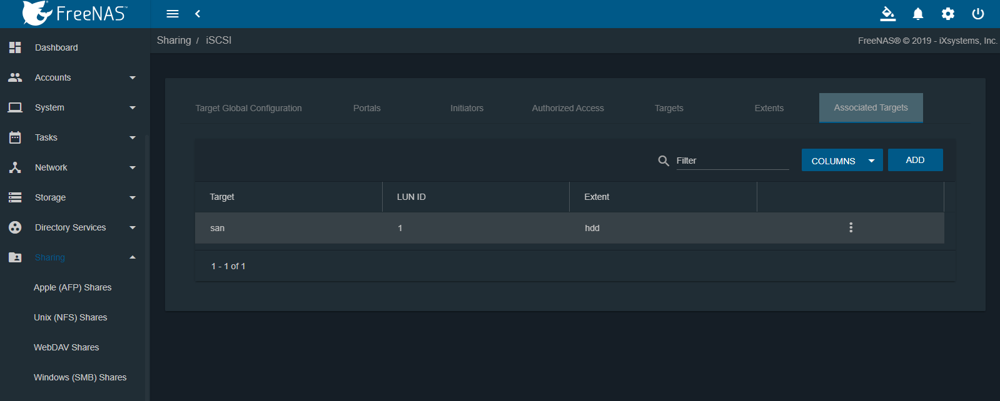 FreeNAS™
Sharing / iSCSI
FreeNAS® © 2019 - iXsystems, Inc.
Dashboard
Accounts
System
Tasks
Network
Storage
Directory Services
Sharing
Apple (AFP) Shares
Unix (NFS) Shares
WebDAV Shares
Windows (SMB) Shares
Target Global Configuration Portals Initiators Authorized Access Targets Extents Associated Targets
Filter COLUMNS ADD
Target LUN ID Extent
san 1 hdd
1 - 1 of 1